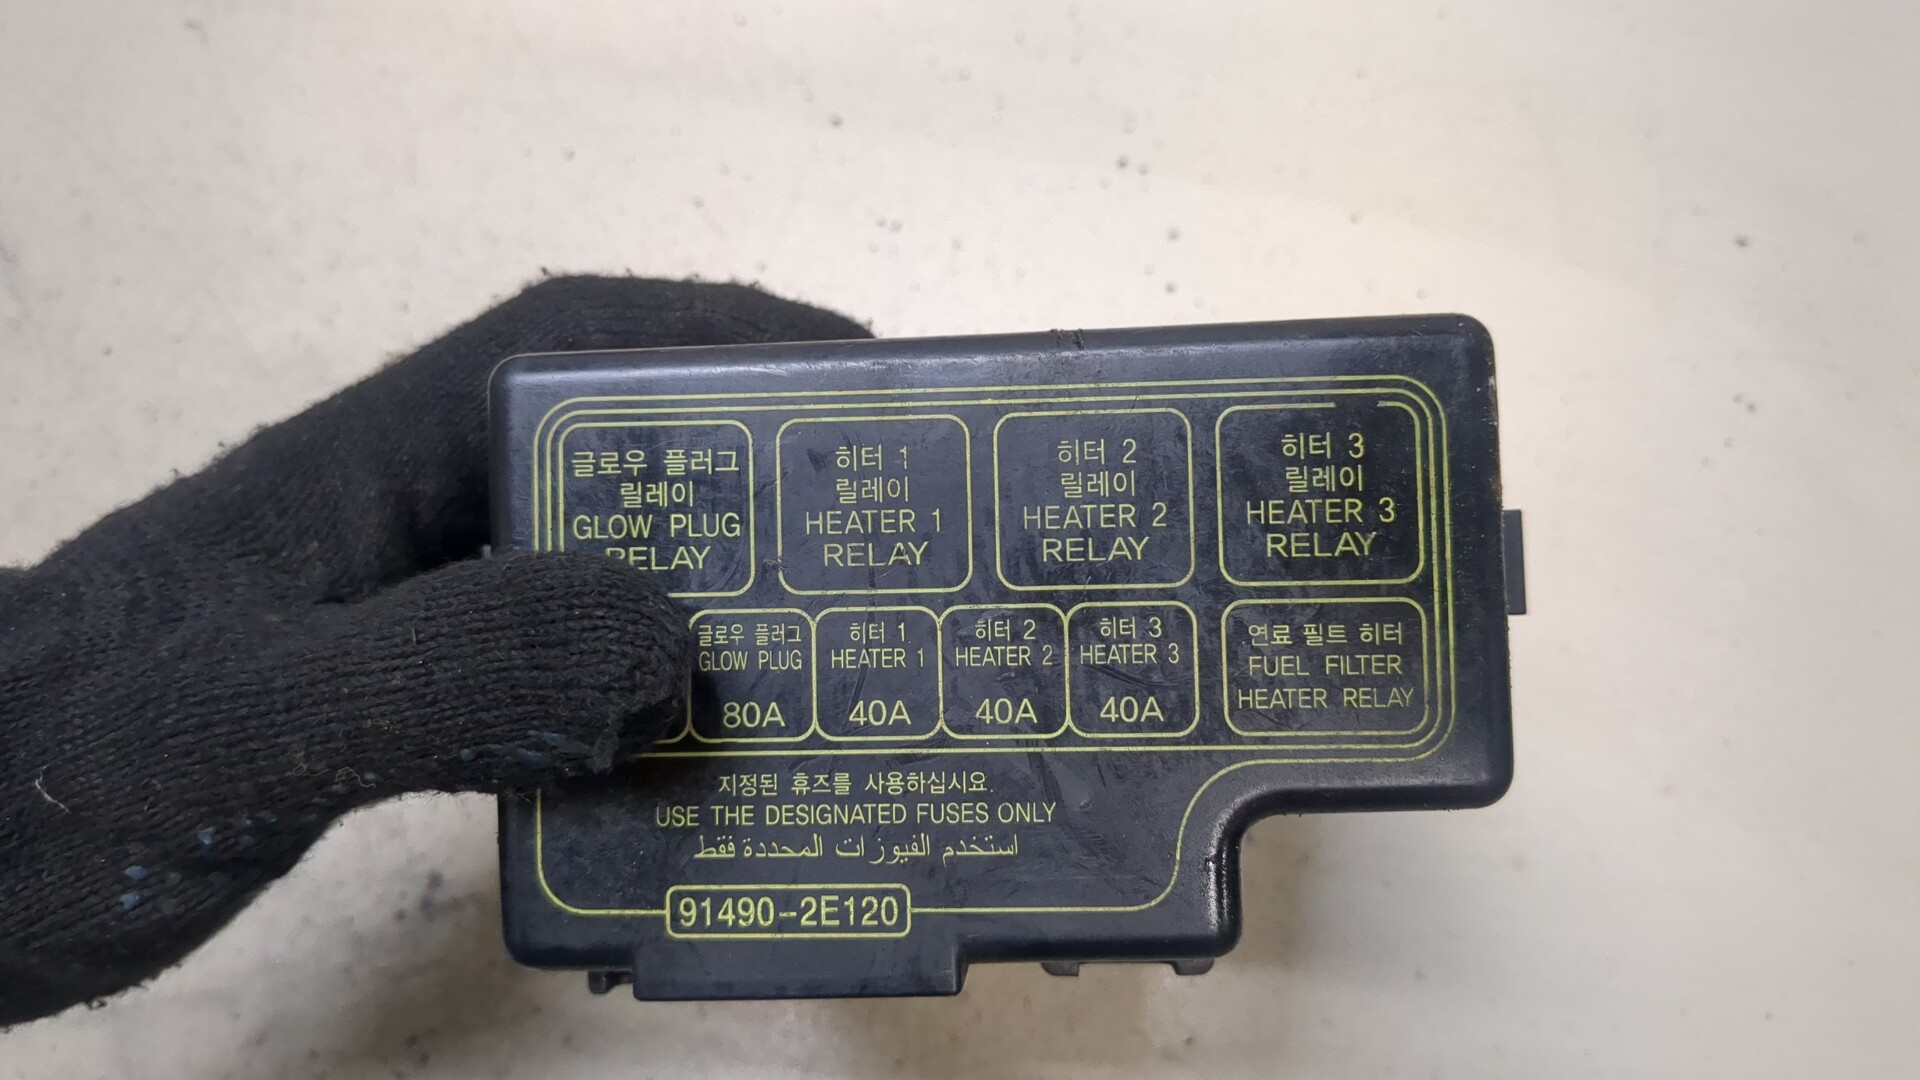 글로우 플러그
릴레이
GLOW PLUG
RELAY
히터 1
릴레이
HEATER 1
RELAY
히터 2
릴레이
HEATER 2
RELAY
히터 3
릴레이
HEATER 3
RELAY
글로우 플러그
GLOW PLUG
80A
히터 1
HEATER 1
40A
히터 2
HEATER 2
40A
히터 3
HEATER 3
40A
연료 필트 히터
FUEL FILTER
HEATER RELAY
지정된 휴즈를 사용하십시요.
USE THE DESIGNATED FUSES ONLY
استخدم الفيوزات المحددة فقط
91490-2E120